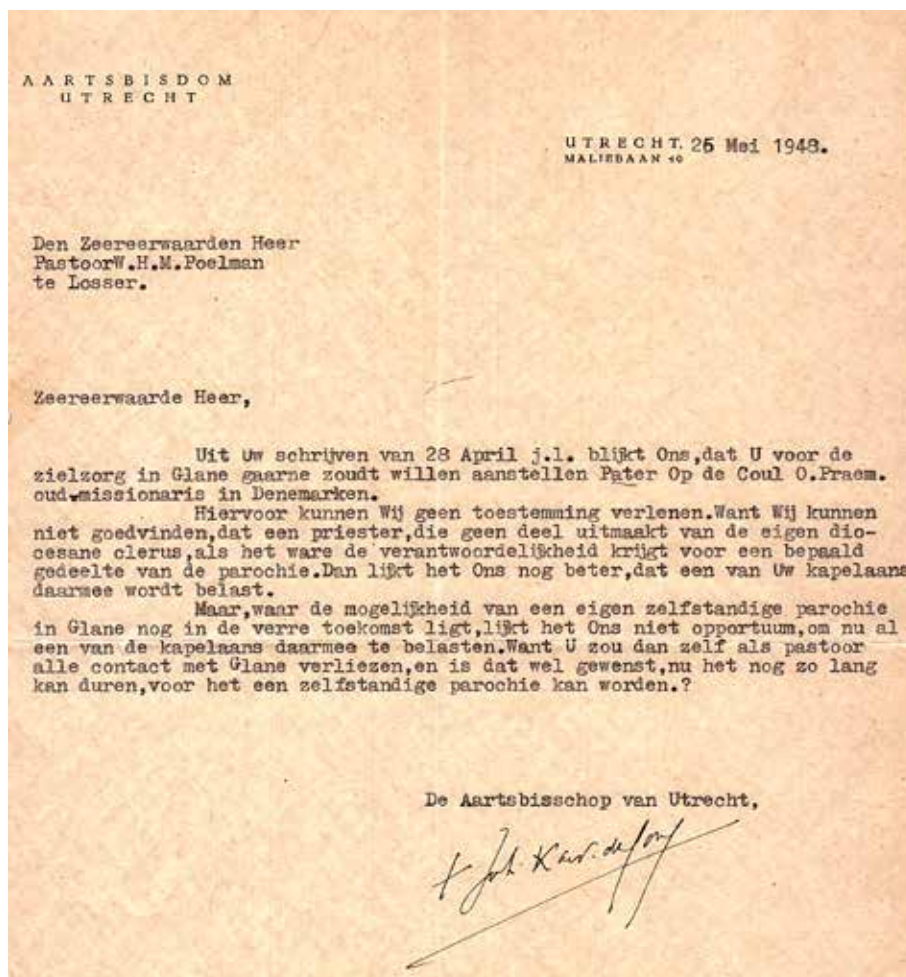 AARTSBISDOM
UTRECHT
UTRECHT, 26 Mei 1948.
MALIEBAAN 40
Den Zeereerwaarden Heer
PastoorW.H.M.Poelman
te Losser.
Zeereerwaarde Heer,
Uit Uw schrijven van 28 April j.l. blijkt Ons,dat U voor de
zielzorg in Glane gaarne zoudt willen aanstellen Pater Op de Coul O.Praem.
oud-missionaris in Denemarken.
Hiervoor kunnen Wij geen toestemming verlenen.Want Wij kunnen
niet goedvinden,dat een priester,die geen deel uitmaakt van de eigen dio-
cesane clerus,als het ware de verantwoordelijkheid krijgt voor een bepaald
gedeelte van de parochie.Dan lijkt het Ons nog beter,dat een van Uw kapelaans
daarmee wordt belast.
Maar,waar de mogelijkheid van een eigen zelfstandige parochie
in Glane nog in de verre toekomst ligt,lijkt het Ons niet opportuum,om nu al
een van de kapelaans daarmee te belasten.Want U zou dan zelf als pastoor
alle contact met Glane verliezen,en is dat wel gewenst,nu het nog zo lang
kan duren,voor het een zelfstandige parochie kan worden.?
De Aartsbisschop van Utrecht,
+ Joh. Kard. de Jong